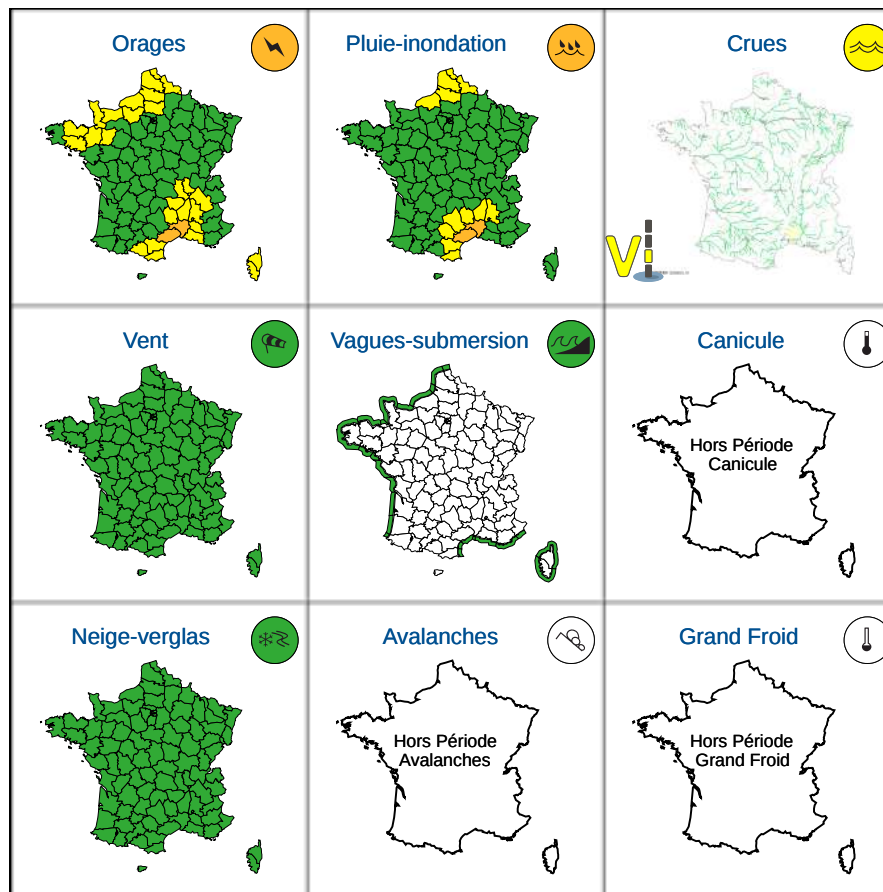 Orages
Pluie-inondation
Crues
Vi
Vent
Vagues-submersion
Canicule
Hors Période
Canicule
Neige-verglas
Avalanches
Hors Période
Avalanches
Grand Froid
Hors Période
Grand Froid